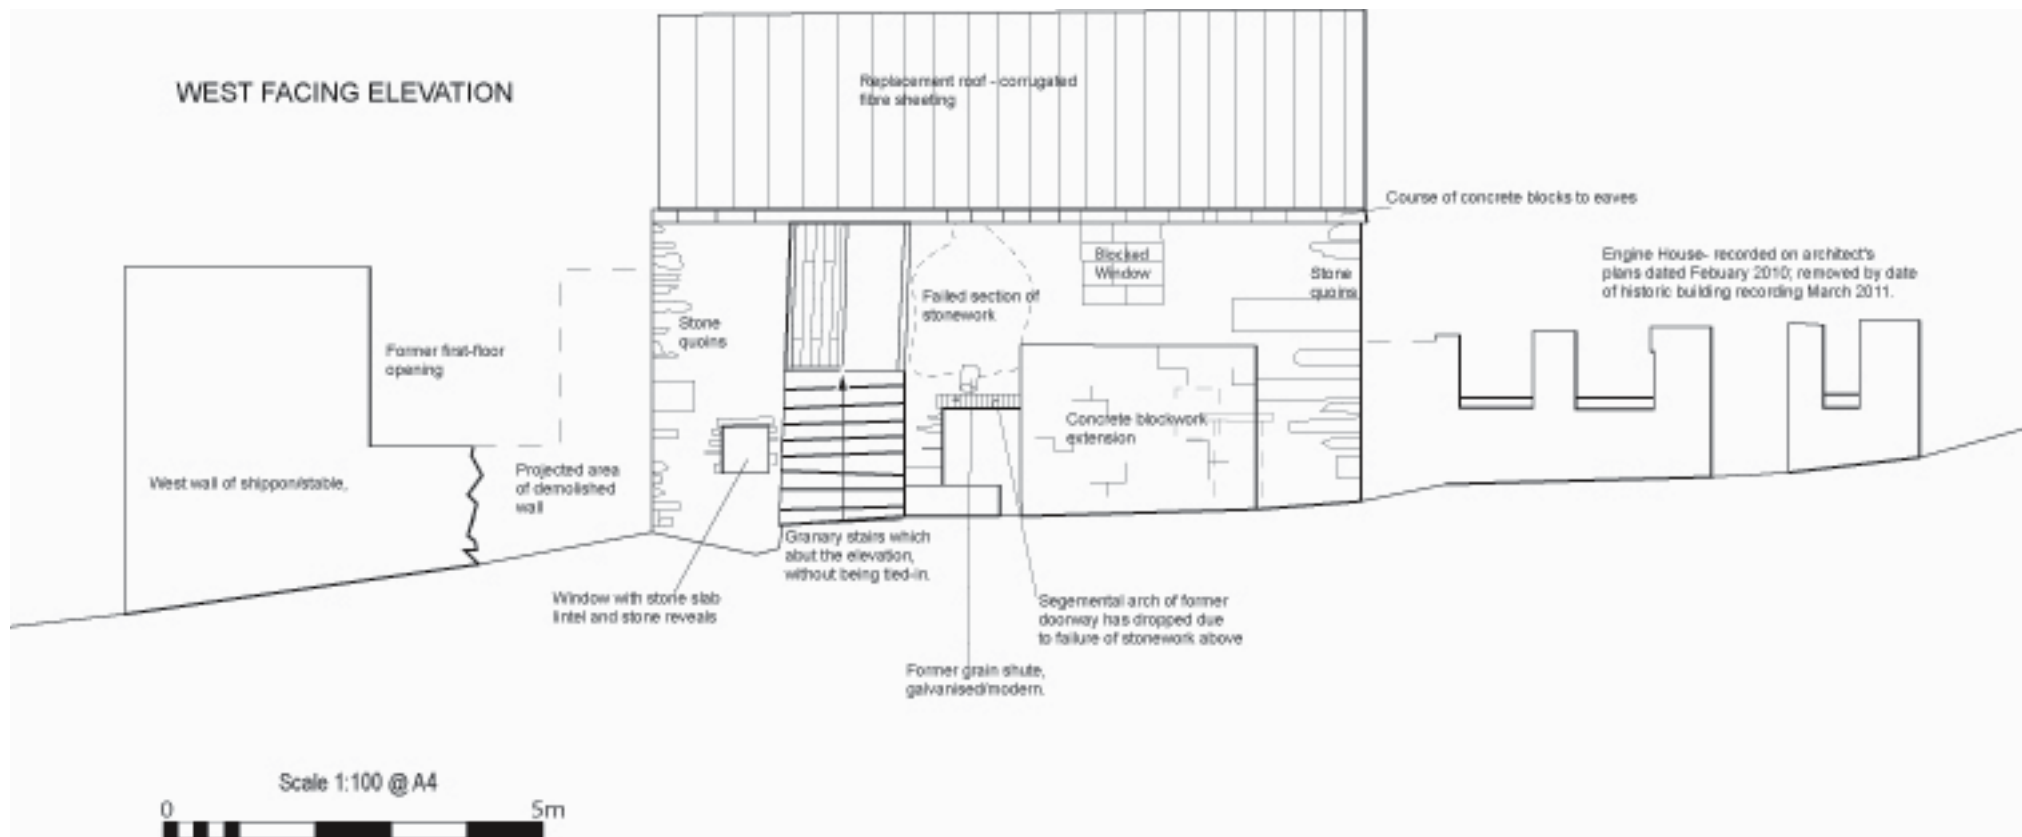 WEST FACING ELEVATION
Replacement roof - corrugated
fibre sheeting
Course of concrete blocks to eaves
Engine House- recorded on architect's
plans dated Febuary 2010; removed by date
of historic building recording March 2011.
Blocked
Window
Stone
quoins
Failed section of
stonework
Stone
quoins
Former first-floor
opening
Concrete blockwork
extension
West wall of shippon/stable,
Projected area
of demolished
wall
Granary stairs which
abut the elevation,
without being tied-in.
Window with stone slab
lintel and stone reveals
Segemental arch of former
doorway has dropped due
to failure of stonework above
Former grain shute,
galvanised/modern.
Scale 1:100 @ A4
0 5m